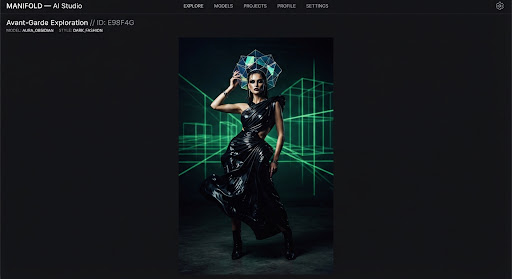 MANIFOLD — AI Studio
EXPLORE MODELS PROJECTS PROFILE SETTINGS
Avant-Garde Exploration // ID: E98F4G
MODEL: AURA_OBSIDIAN STYLE: DARK_FASHION